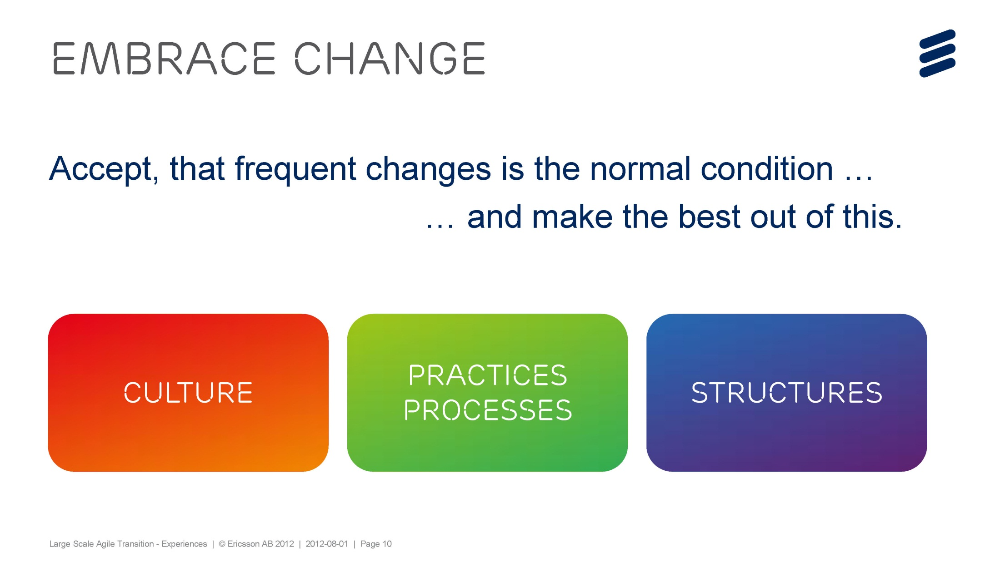 EMBRACE CHANGE
Accept, that frequent changes is the normal condition …
… and make the best out of this.
CULTURE
PRACTICES
PROCESSES
STRUCTURES
Large Scale Agile Transition - Experiences | © Ericsson AB 2012 | 2012-08-01 | Page 10